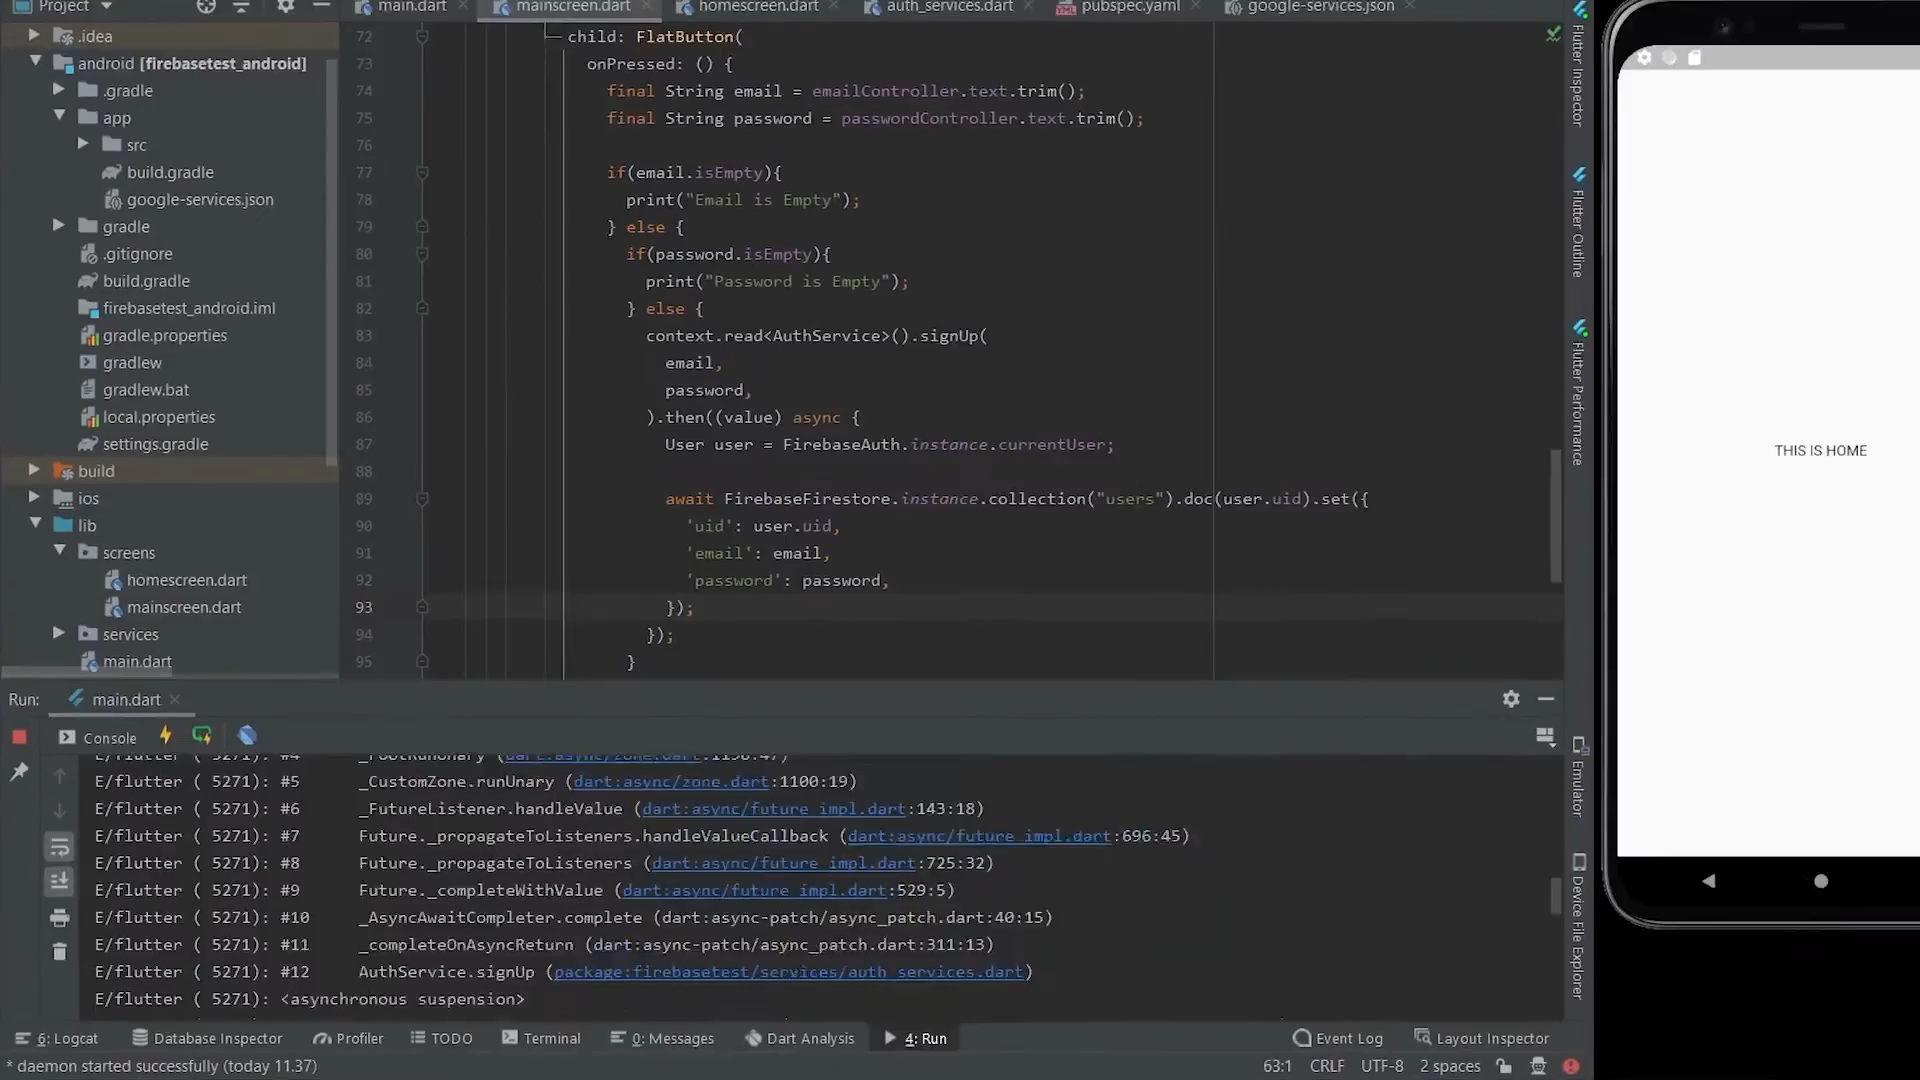 Project
main.dart
mainscreen.dart
homescreen.dart
auth_services.dart
pubspec.yaml
google-services.json
.idea
android [firebasetest_android]
.gradle
app
src
build.gradle
google-services.json
gradle
.gitignore
build.gradle
firebasetest_android.iml
gradle.properties
gradlew
gradlew.bat
local.properties
settings.gradle
build
ios
lib
screens
homescreen.dart
mainscreen.dart
services
main.dart
72 child: FlatButton(
73 onPressed: () {
74 final String email = emailController.text.trim();
75 final String password = passwordController.text.trim();
76
77 if(email.isEmpty){
78 print("Email is Empty");
79 } else {
80 if(password.isEmpty){
81 print("Password is Empty");
82 } else {
83 context.read<AuthService>().signUp(
84 email,
85 password,
86 ).then((value) async {
87 User user = FirebaseAuth.instance.currentUser;
88
89 await FirebaseFirestore.instance.collection("users").doc(user.uid).set({
90 'uid': user.uid,
91 'email': email,
92 'password': password,
93 });
94 });
95 }
Flutter Inspector
Flutter Outline
Flutter Performance
Emulator
Device File Explorer
THIS IS HOME
Run: main.dart
Console
E/flutter ( 5271): #5 _CustomZone.runUnary (dart:async/zone.dart:1100:19)
E/flutter ( 5271): #6 _FutureListener.handleValue (dart:async/future_impl.dart:143:18)
E/flutter ( 5271): #7 Future._propagateToListeners.handleValueCallback (dart:async/future_impl.dart:696:45)
E/flutter ( 5271): #8 Future._propagateToListeners (dart:async/future_impl.dart:725:32)
E/flutter ( 5271): #9 Future._completeWithValue (dart:async/future_impl.dart:529:5)
E/flutter ( 5271): #10 _AsyncAwaitCompleter.complete (dart:async-patch/async_patch.dart:40:15)
E/flutter ( 5271): #11 _completeOnAsyncReturn (dart:async-patch/async_patch.dart:311:13)
E/flutter ( 5271): #12 AuthService.signUp (package:firebasetest/services/auth_services.dart)
E/flutter ( 5271): <asynchronous suspension>
6: Logcat
Database Inspector
Profiler
TODO
Terminal
0: Messages
Dart Analysis
4: Run
Event Log
Layout Inspector
* daemon started successfully (today 11.37)
63:1 CRLF UTF-8 2 spaces